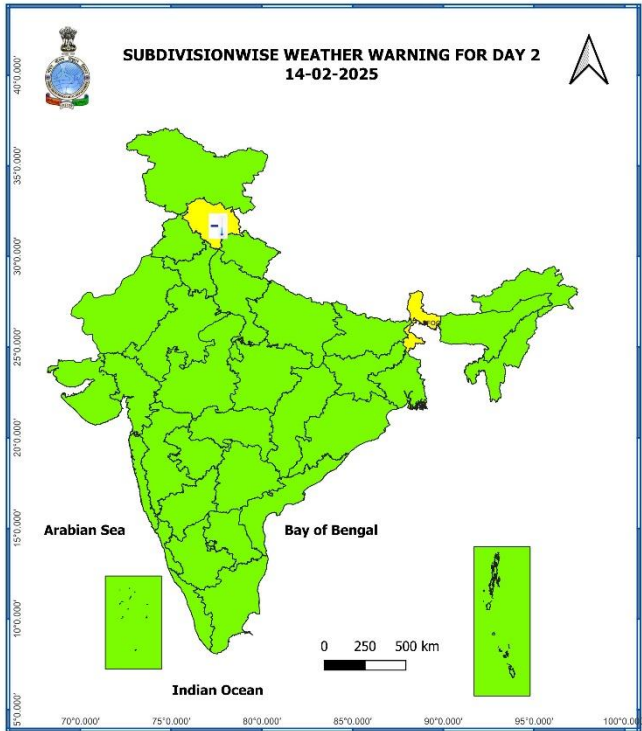 SUBDIVISIONWISE WEATHER WARNING FOR DAY 2
14-02-2025
40°0.000'
35°0.000'
30°0.000'
25°0.000'
20°0.000'
15°0.000'
10°0.000'
5°0.000'
Arabian Sea
Bay of Bengal
0 250 500 km
Indian Ocean
70°0.000' 75°0.000' 80°0.000' 85°0.000' 90°0.000' 95°0.000' 100°0.00